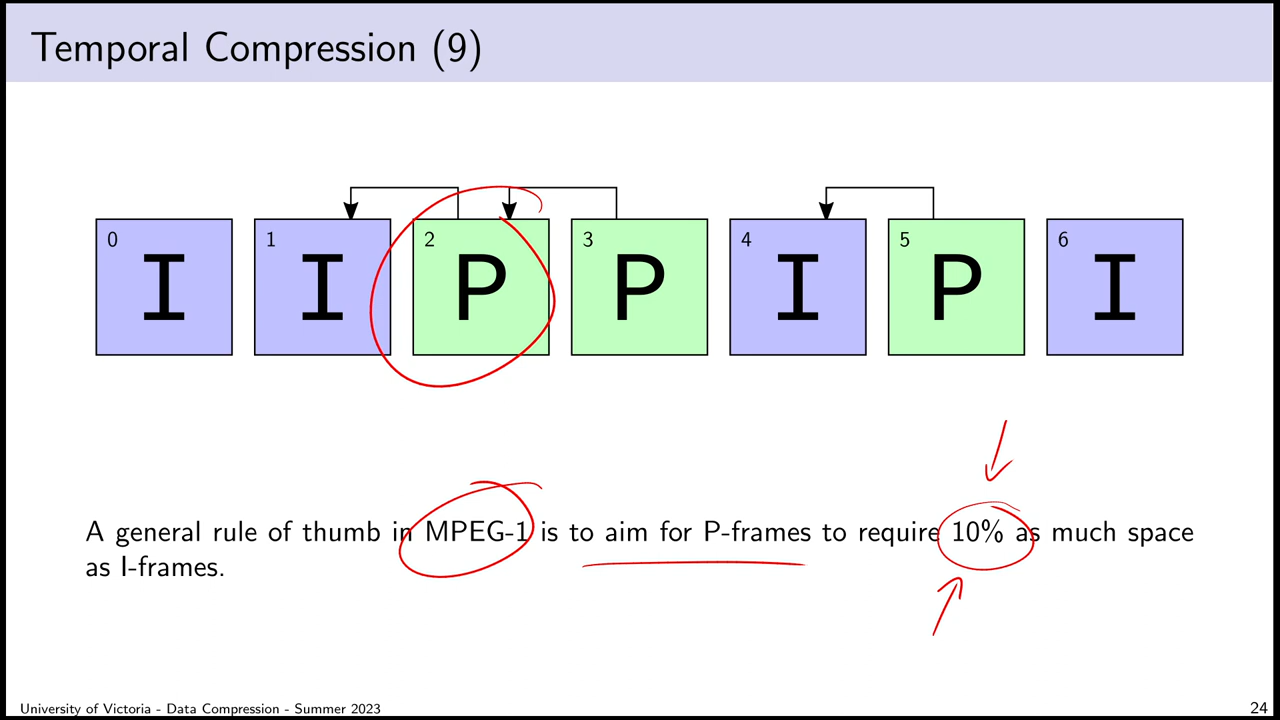 Temporal Compression (9)
0 1 2 3 4 5 6
I I P P I P I
A general rule of thumb in MPEG-1 is to aim for P-frames to require 10% as much space
as I-frames.
University of Victoria - Data Compression - Summer 2023 24